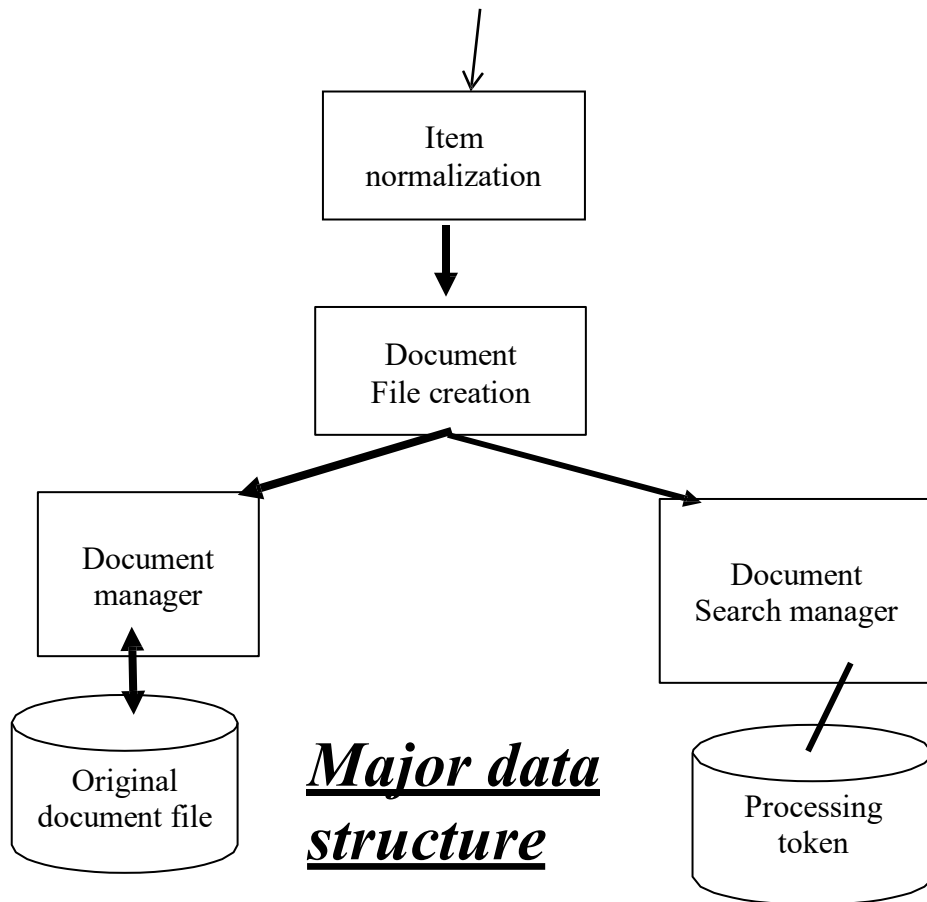 Item
normalization
Document
File creation
Document
manager
Document
Search manager
Original
document file
Major data
structure
Processing
token